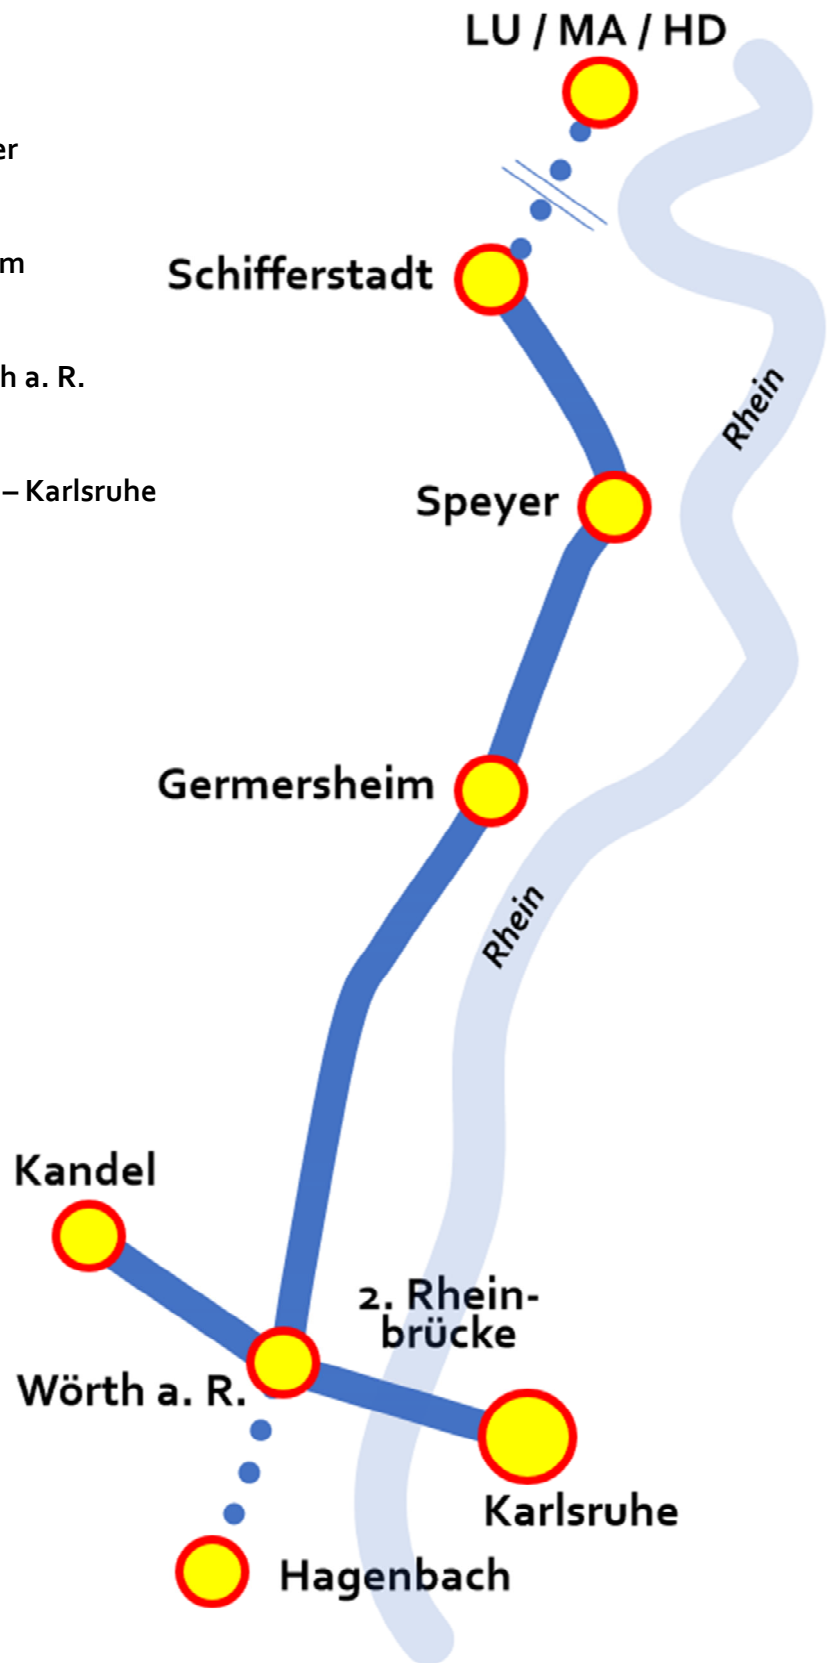 LU / MA / HD
er
m
Schifferstadt
h a. R.
Rhein
– Karlsruhe
Speyer
Germersheim
Rhein
Kandel
2. Rhein-
brücke
Wörth a. R.
Karlsruhe
Hagenbach